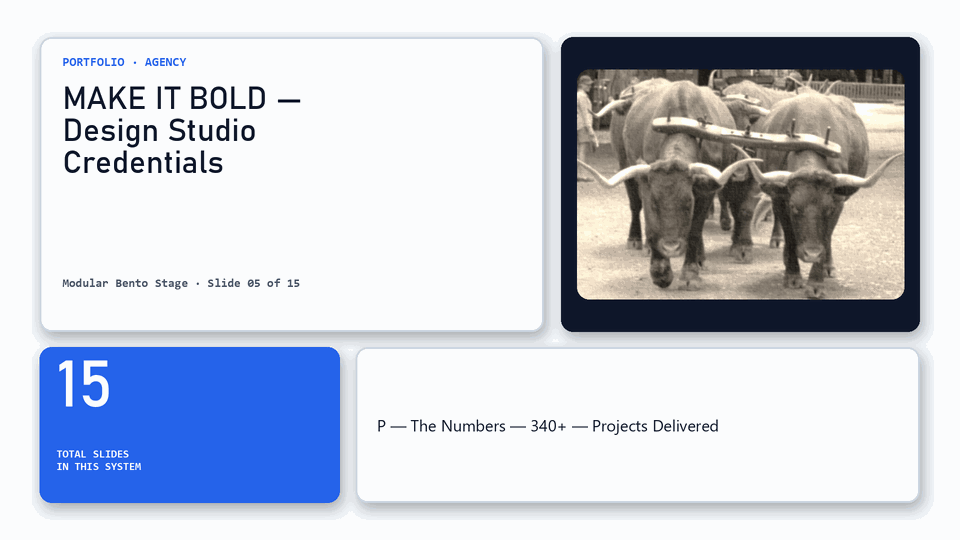 PORTFOLIO · AGENCY
MAKE IT BOLD —
Design Studio
Credentials
Modular Bento Stage · Slide 05 of 15
15
TOTAL SLIDES
IN THIS SYSTEM
P — The Numbers — 340+ — Projects Delivered